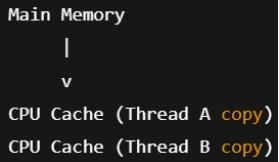 Main Memory
|
v
CPU Cache (Thread A copy)
CPU Cache (Thread B copy)